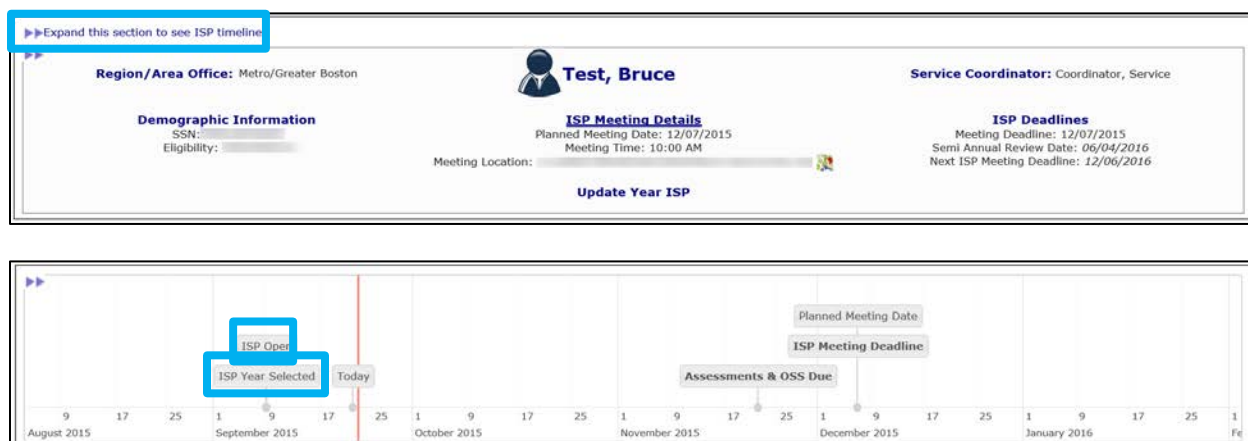 Expand this section to see ISP timeline
Region/Area Office: Metro/Greater Boston
Test, Bruce
Service Coordinator: Coordinator, Service
Demographic Information
SSN:
Eligibility:
ISP Meeting Details
Planned Meeting Date: 12/07/2015
Meeting Time: 10:00 AM
Meeting Location:
Update Year ISP
ISP Deadlines
Meeting Deadline: 12/07/2015
Semi Annual Review Date: 06/04/2016
Next ISP Meeting Deadline: 12/06/2016
Planned Meeting Date
ISP Open
ISP Meeting Deadline
ISP Year Selected
Today
Assessments & OSS Due
9 17 25 1 9 17 25 1 9 17 25 1 9 17 25 1 9 17 25 1 9 17 25 1
August 2015 September 2015 October 2015 November 2015 December 2015 January 2016 Fe